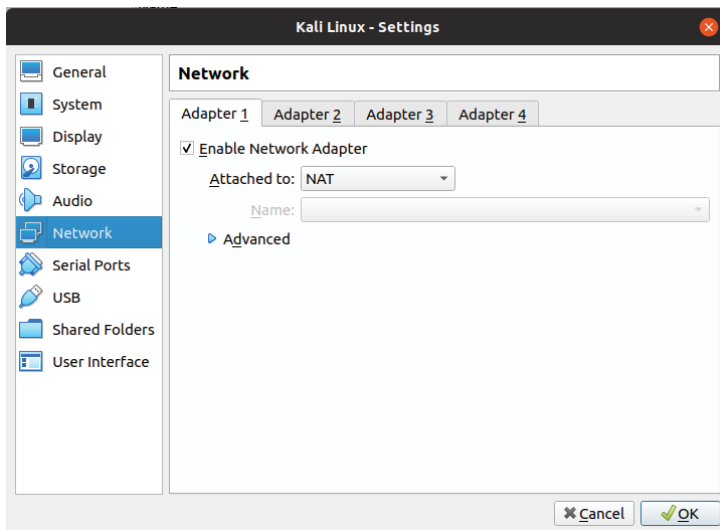 Kali Linux - Settings
General
System
Display
Storage
Audio
Network
Serial Ports
USB
Shared Folders
User Interface
Network
Adapter 1 Adapter 2 Adapter 3 Adapter 4
Enable Network Adapter
Attached to: NAT
Name:
Advanced
Cancel OK